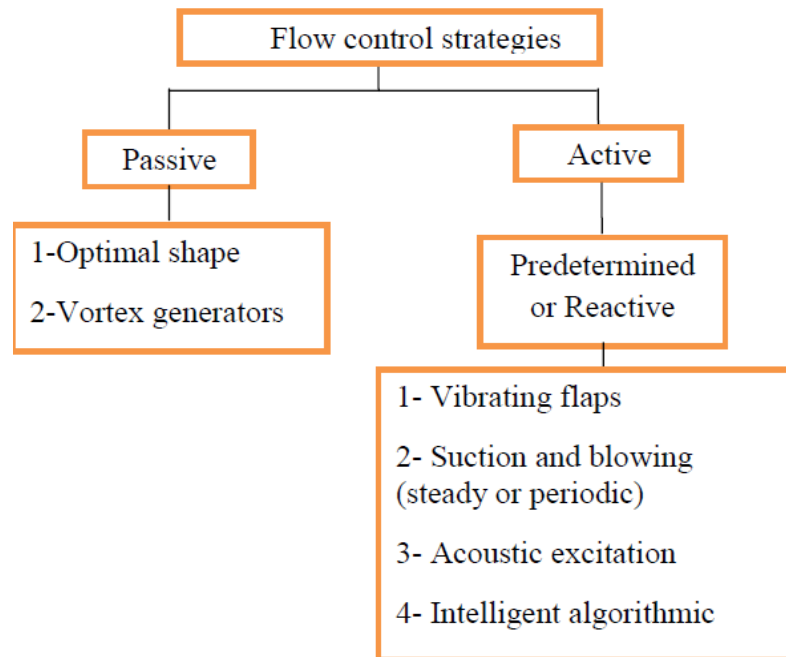 Flow control strategies
Passive
Active
1-Optimal shape
2-Vortex generators
Predetermined
or Reactive
1- Vibrating flaps
2- Suction and blowing
(steady or periodic)
3- Acoustic excitation
4- Intelligent algorithmic